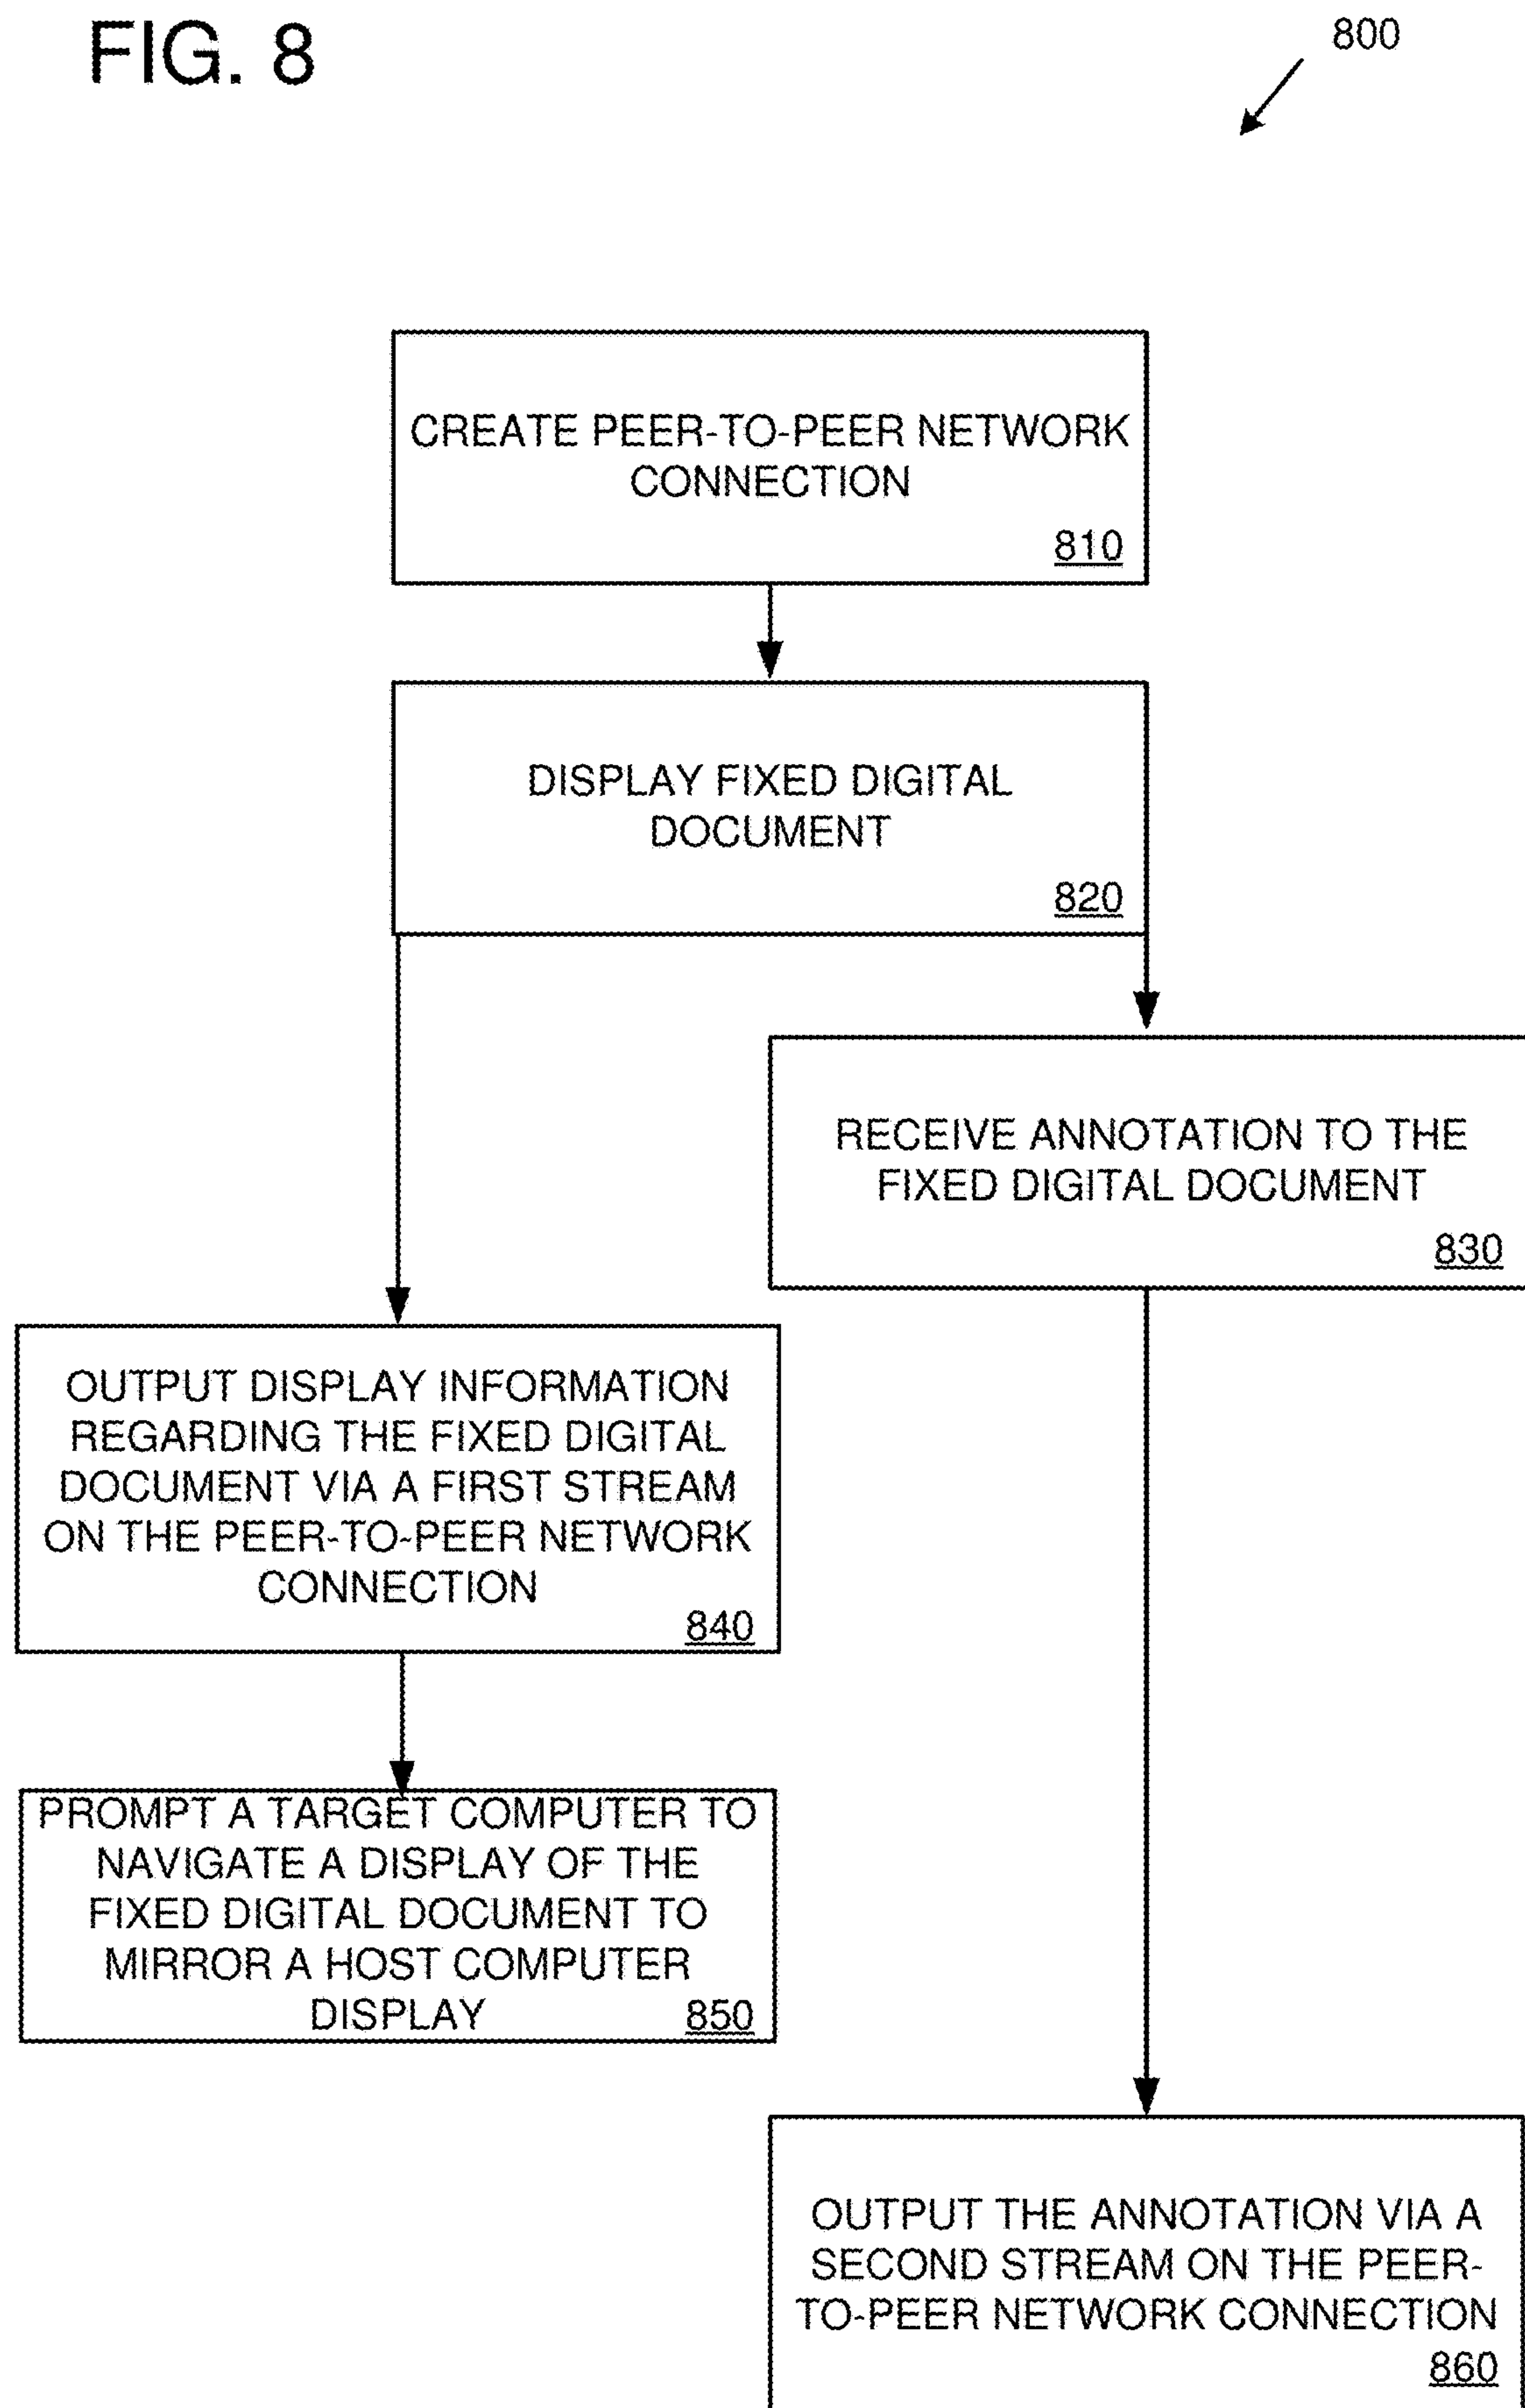 FIG. 8
800
CREATE PEER-TO-PEER NETWORK
CONNECTION
810
DISPLAY FIXED DIGITAL
DOCUMENT
820
RECEIVE ANNOTATION TO THE
FIXED DIGITAL DOCUMENT
830
OUTPUT DISPLAY INFORMATION
REGARDING THE FIXED DIGITAL
DOCUMENT VIA A FIRST STREAM
ON THE PEER-TO-PEER NETWORK
CONNECTION
840
PROMPT A TARGET COMPUTER TO
NAVIGATE A DISPLAY OF THE
FIXED DIGITAL DOCUMENT TO
MIRROR A HOST COMPUTER
DISPLAY
850
OUTPUT THE ANNOTATION VIA A
SECOND STREAM ON THE PEER-
TO-PEER NETWORK CONNECTION
860